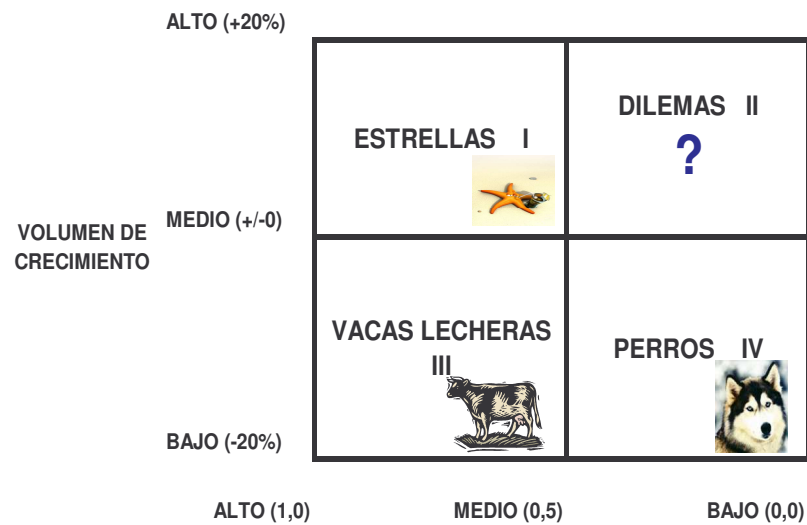 ALTO (+20%)
DILEMAS II
?
ESTRELLAS I
MEDIO (+/-0)
VOLUMEN DE
CRECIMIENTO
VACAS LECHERAS
III
PERROS IV
BAJO (-20%)
ALTO (1,0) MEDIO (0,5) BAJO (0,0)